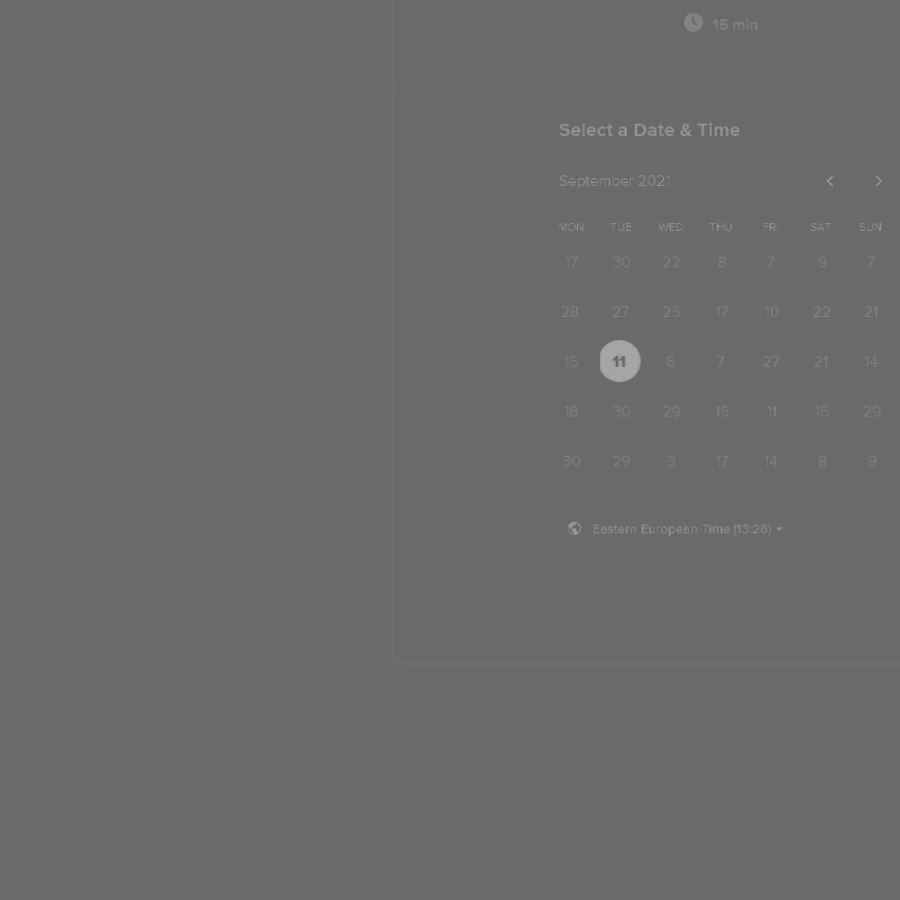 15 min
Select a Date & Time
September 2021
MON TUE WED THU FRI SAT SUN
17 30 22 8 7 9 7
28 27 25 17 10 22 21
15 11 6 7 27 21 14
18 30 29 15 11 15 29
30 29 3 17 14 8 9
Eastern European Time (13:26)